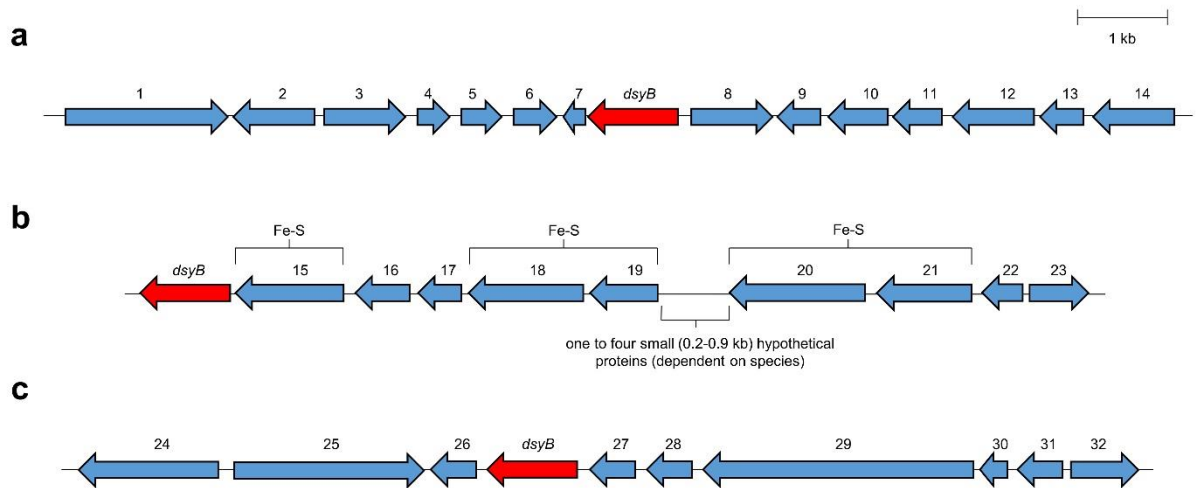 a
1 kb
1 2 3 4 5 6 7 dsyB 8 9 10 11 12 13 14
b
Fe-S Fe-S Fe-S
dsyB 15 16 17 18 19 20 21 22 23
one to four small (0.2-0.9 kb) hypothetical
proteins (dependent on species)
c
24 25 26 dsyB 27 28 29 30 31 32